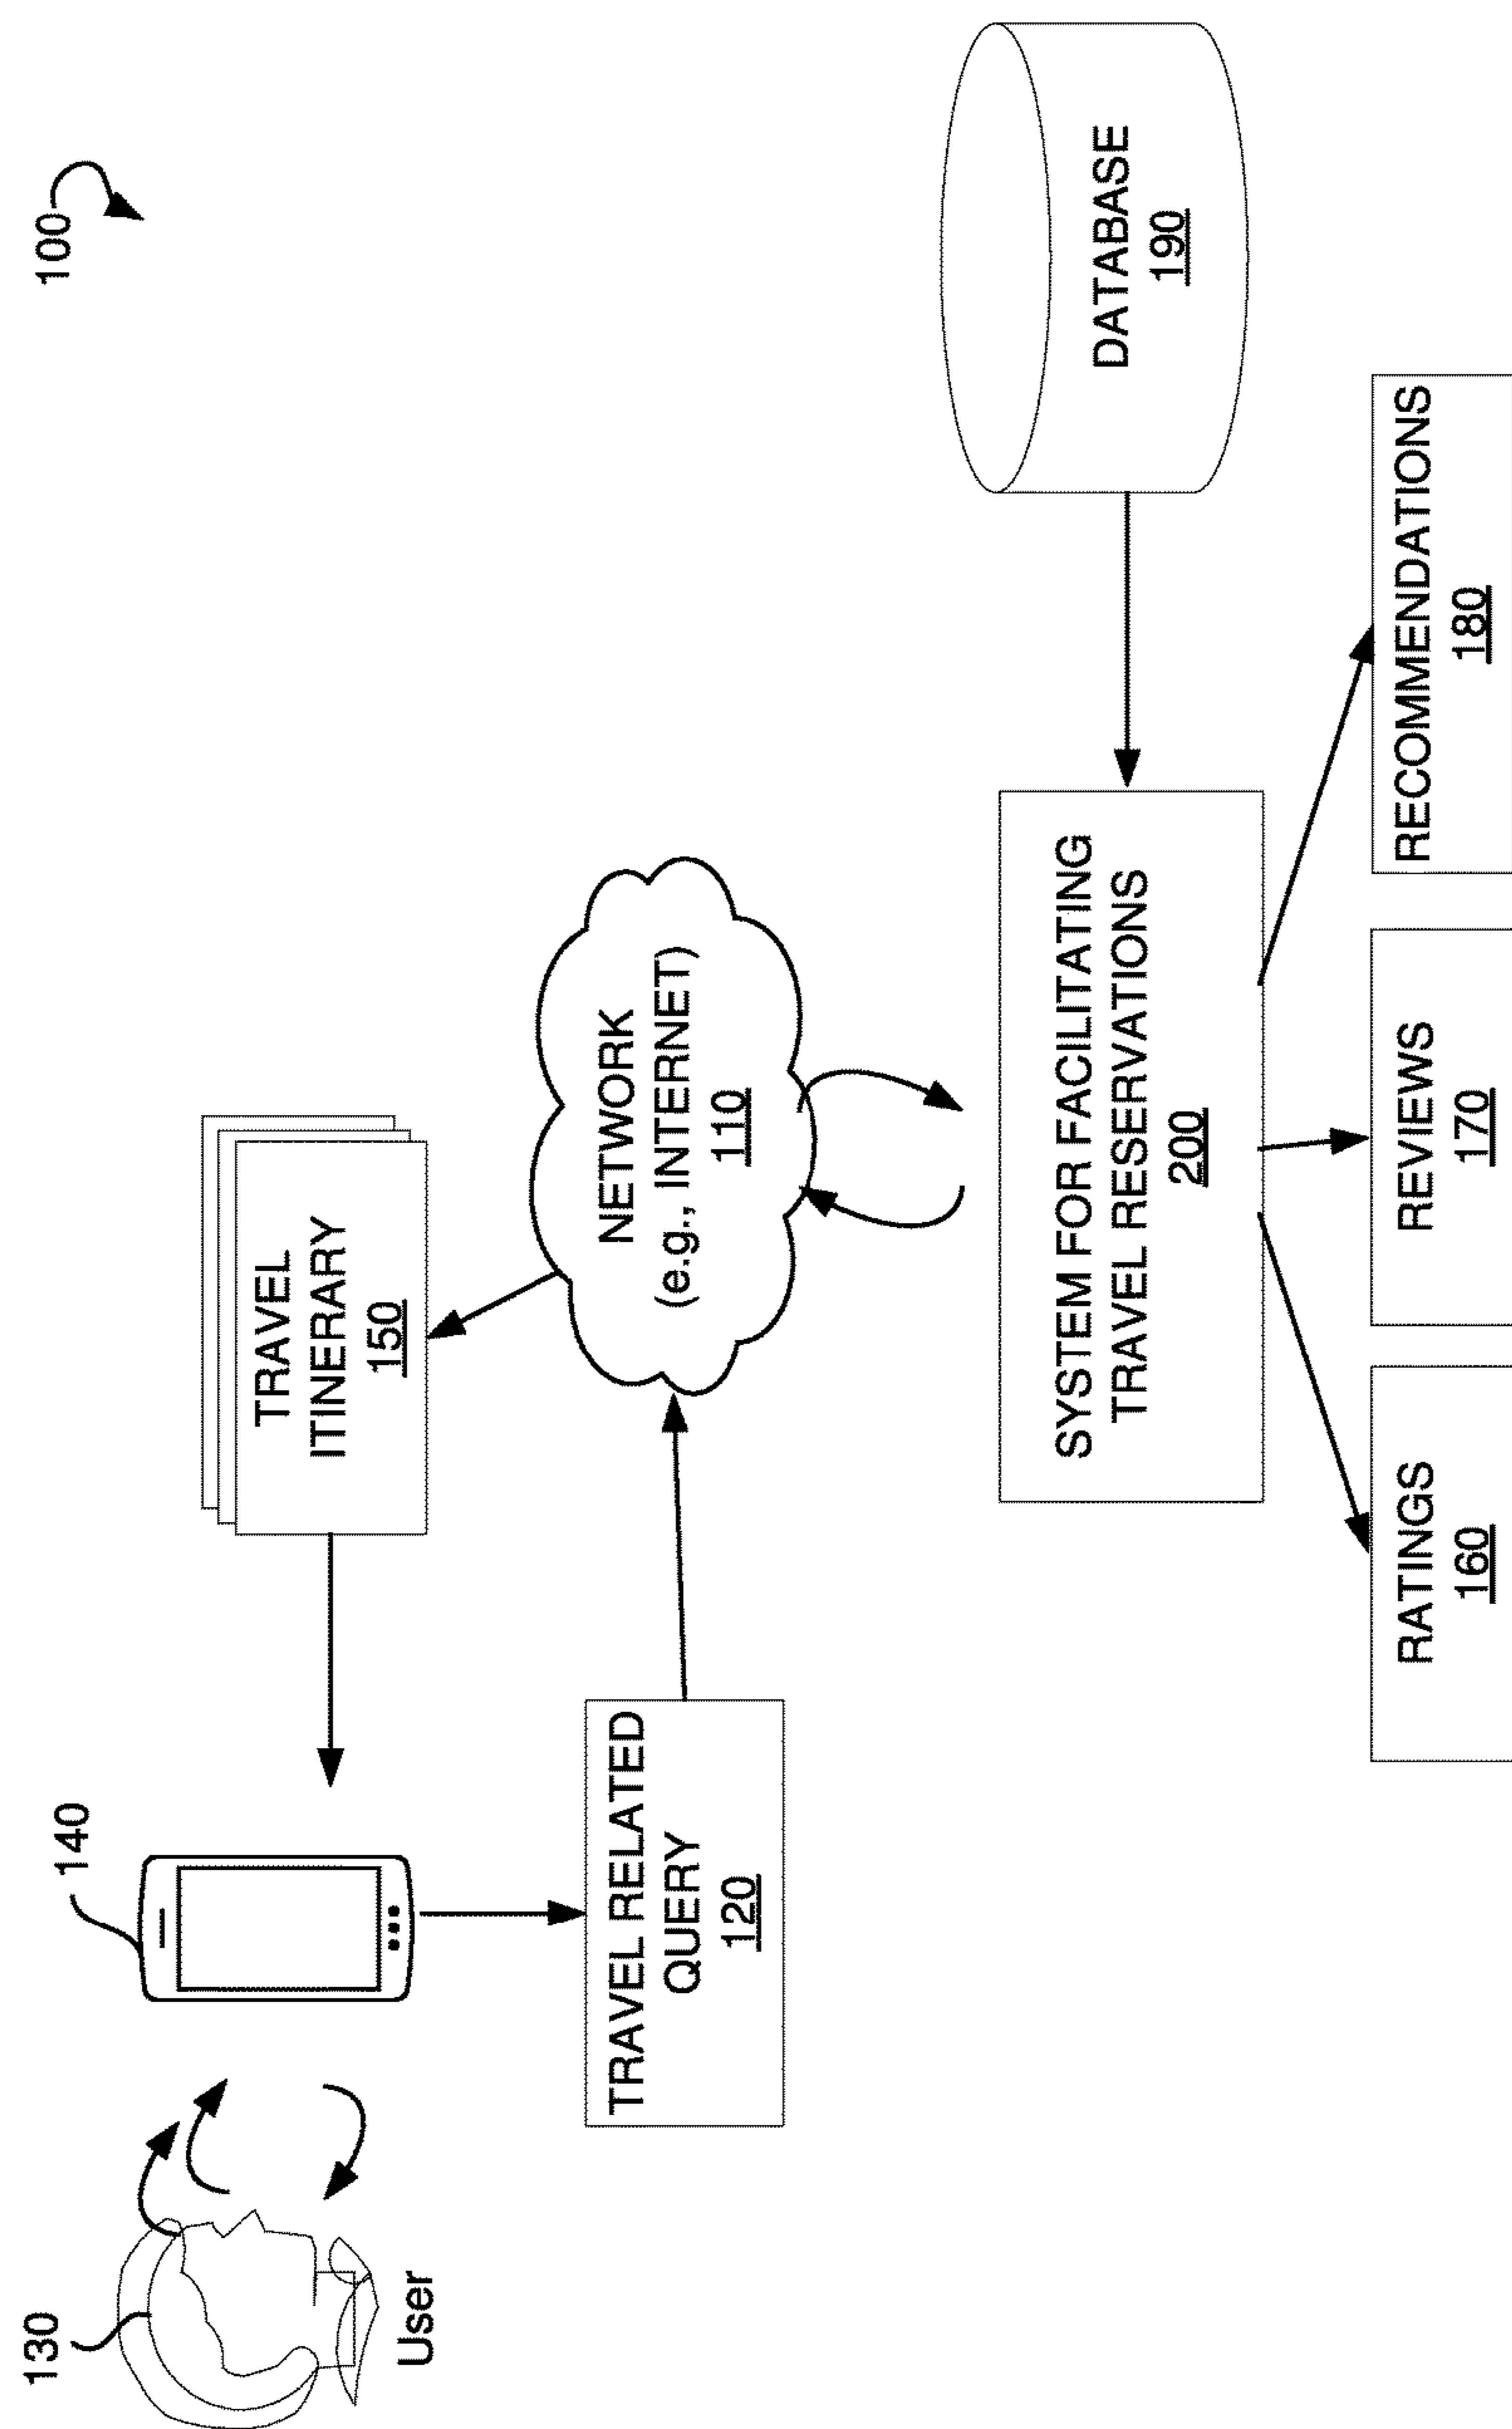 100
130
User
140
TRAVEL
ITINERARY
150
TRAVEL RELATED
QUERY
120
NETWORK
(e.g., INTERNET)
110
SYSTEM FOR FACILITATING
TRAVEL RESERVATIONS
200
DATABASE
190
RATINGS
160
REVIEWS
170
RECOMMENDATIONS
180